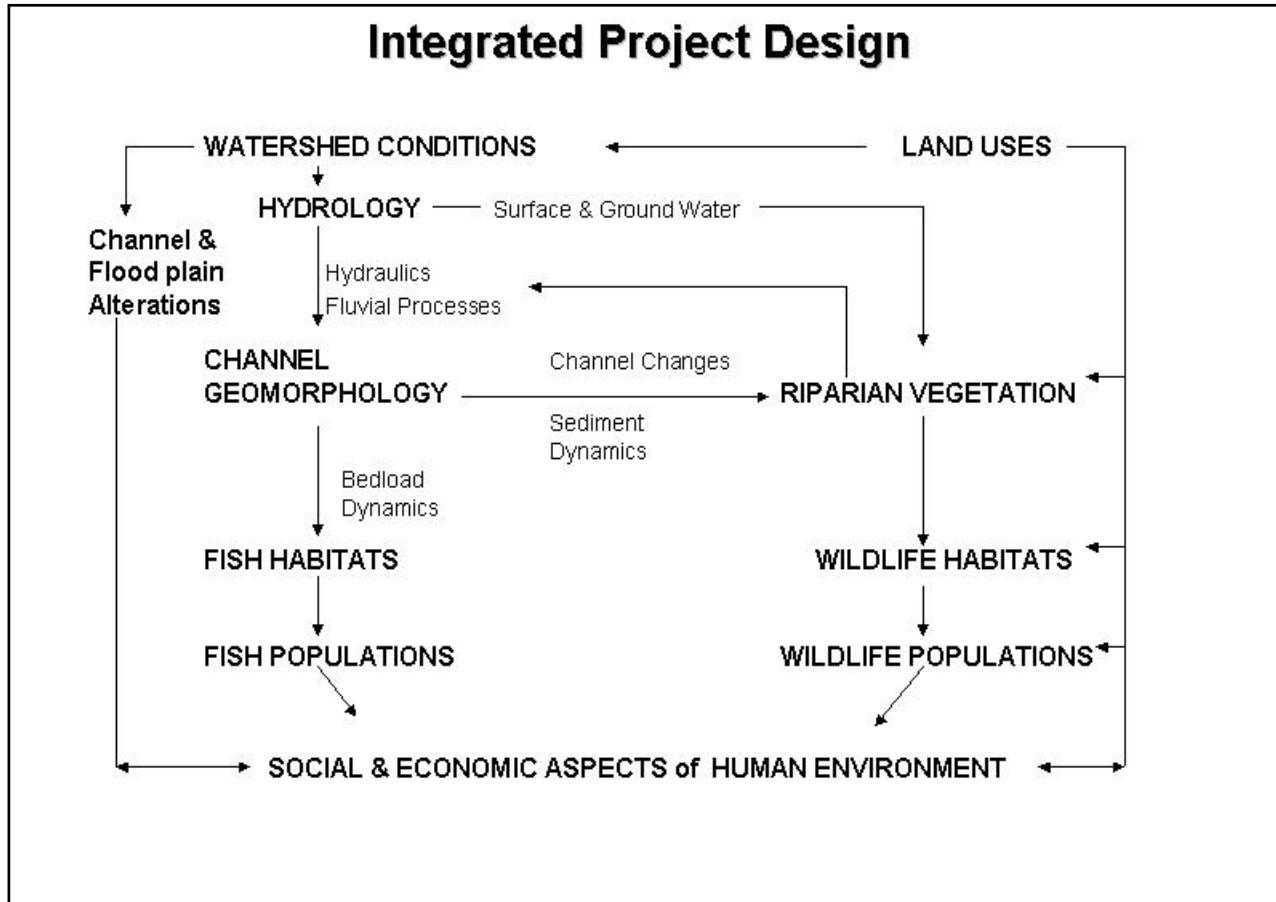 Integrated Project Design
WATERSHED CONDITIONS
LAND USES
HYDROLOGY
Surface & Ground Water
Channel &
Flood plain
Alterations
Hydraulics
Fluvial Processes
CHANNEL
GEOMORPHOLOGY
Channel Changes
Sediment
Dynamics
RIPARIAN VEGETATION
Bedload
Dynamics
FISH HABITATS
WILDLIFE HABITATS
FISH POPULATIONS
WILDLIFE POPULATIONS
SOCIAL & ECONOMIC ASPECTS of HUMAN ENVIRONMENT